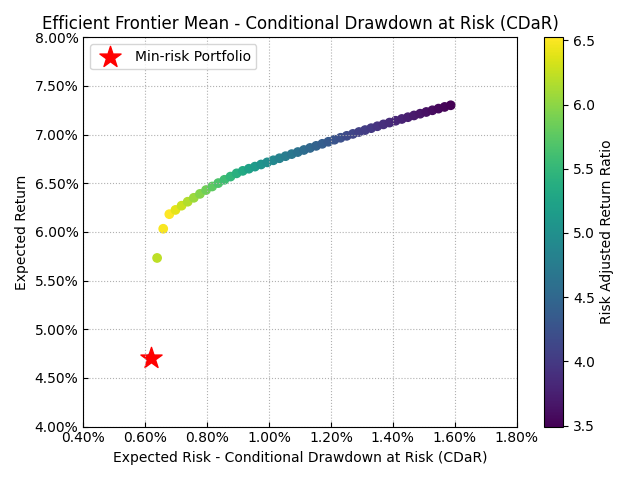 Efficient Frontier Mean - Conditional Drawdown at Risk (CDaR)
Min-risk Portfolio
Expected Return
8.00%
7.50%
7.00%
6.50%
6.00%
5.50%
5.00%
4.50%
4.00%
0.40% 0.60% 0.80% 1.00% 1.20% 1.40% 1.60% 1.80%
Expected Risk - Conditional Drawdown at Risk (CDaR)
6.5
6.0
5.5
5.0
4.5
4.0
3.5
Risk Adjusted Return Ratio